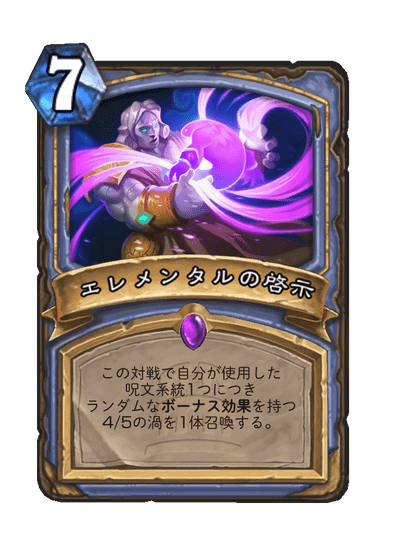 7
エレメンタルの啓示
この対戦で自分が使用した
呪文系統1つにつき
ランダムなボーナス効果を持つ
4/5の渦を1体召喚する。